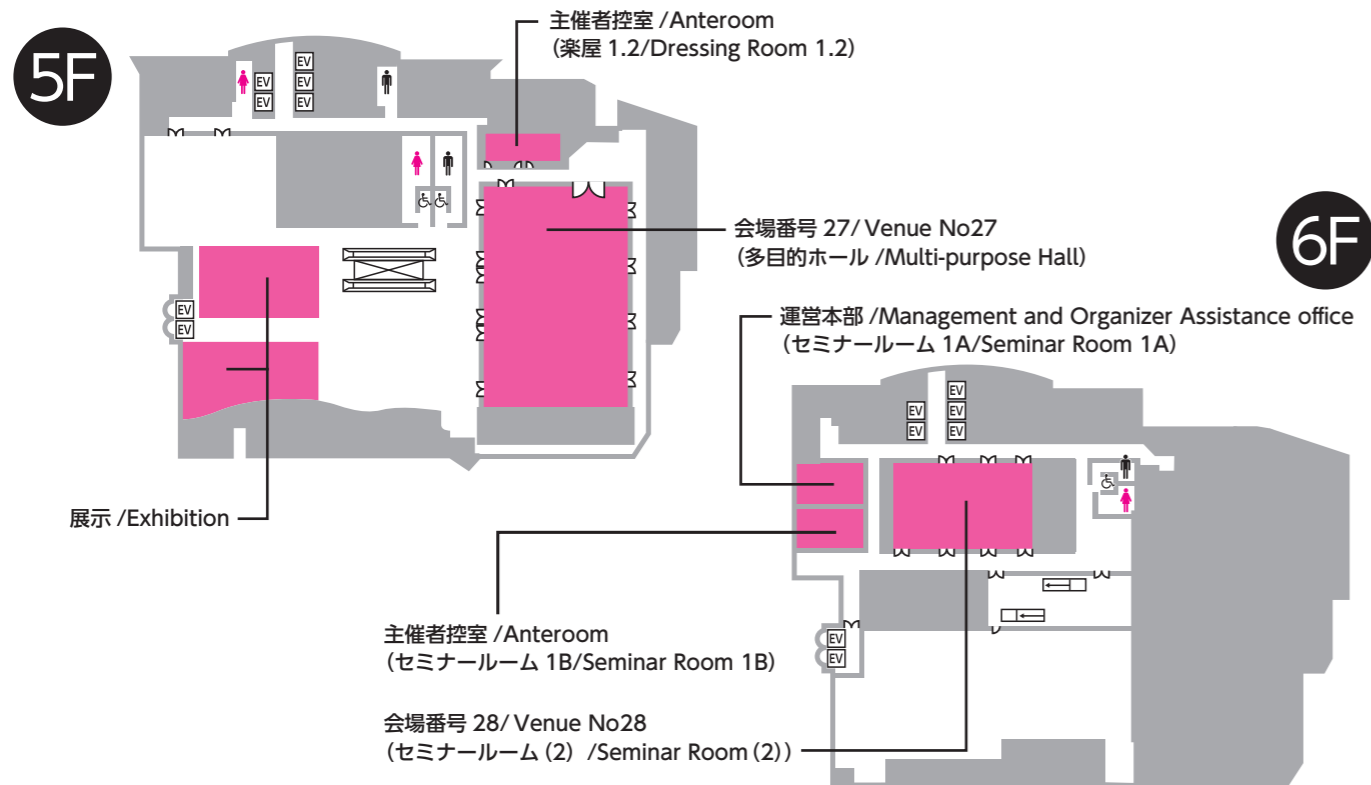 5F
主催者控室 /Anteroom
（楽屋 1.2/Dressing Room 1.2）
EV
EV
EV
EV
EV
会場番号 27/ Venue No27
（多目的ホール /Multi-purpose Hall）
EV
EV
展示 /Exhibition
6F
運営本部 /Management and Organizer Assistance office
（セミナールーム 1A/Seminar Room 1A）
EV
EV
EV
EV
EV
主催者控室 /Anteroom
（セミナールーム 1B/Seminar Room 1B）
EV
EV
会場番号 28/ Venue No28
（セミナールーム（2） /Seminar Room（2））